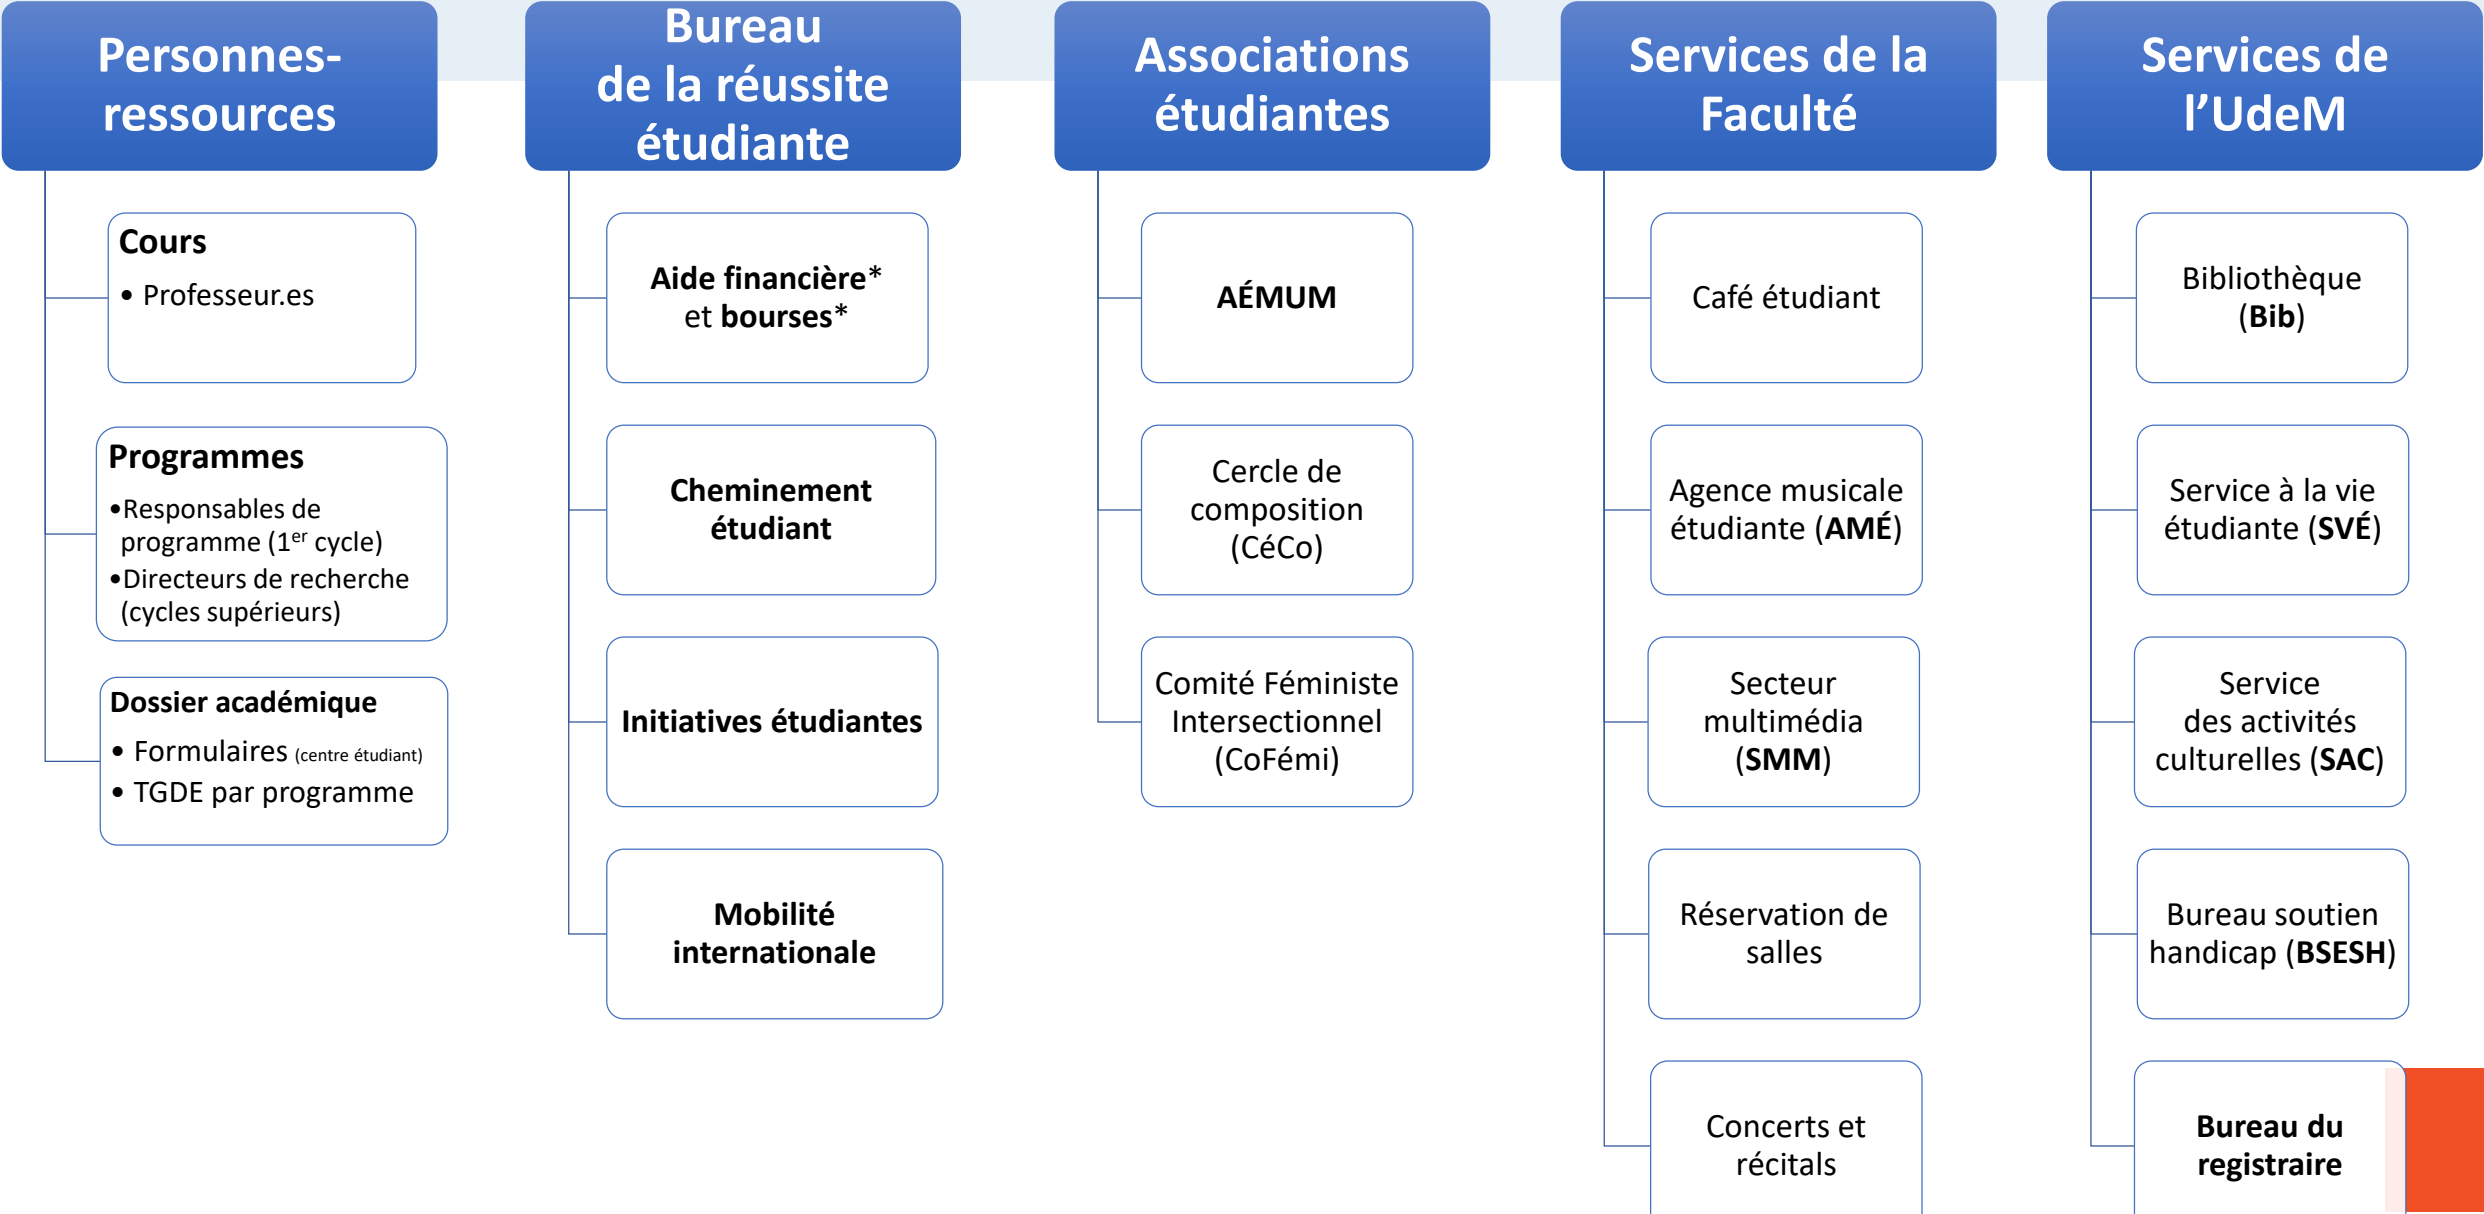 Personnes-
ressources
Cours
• Professeur.es
Programmes
•Responsables de
programme (1er cycle)
•Directeurs de recherche
(cycles supérieurs)
Dossier académique
• Formulaires (centre étudiant)
• TGDE par programme
Bureau
de la réussite
étudiante
Aide financière*
et bourses*
Cheminement
étudiant
Initiatives étudiantes
Mobilité
internationale
Associations
étudiantes
AÉMUM
Cercle de
composition
(CéCo)
Comité Féministe
Intersectionnel
(CoFémi)
Services de la
Faculté
Café étudiant
Agence musicale
étudiante (AMÉ)
Secteur
multimédia
(SMM)
Réservation de
salles
Concerts et
récitals
Services de
l’UdeM
Bibliothèque
(Bib)
Service à la vie
étudiante (SVÉ)
Service
des activités
culturelles (SAC)
Bureau soutien
handicap (BSESH)
Bureau du
registraire